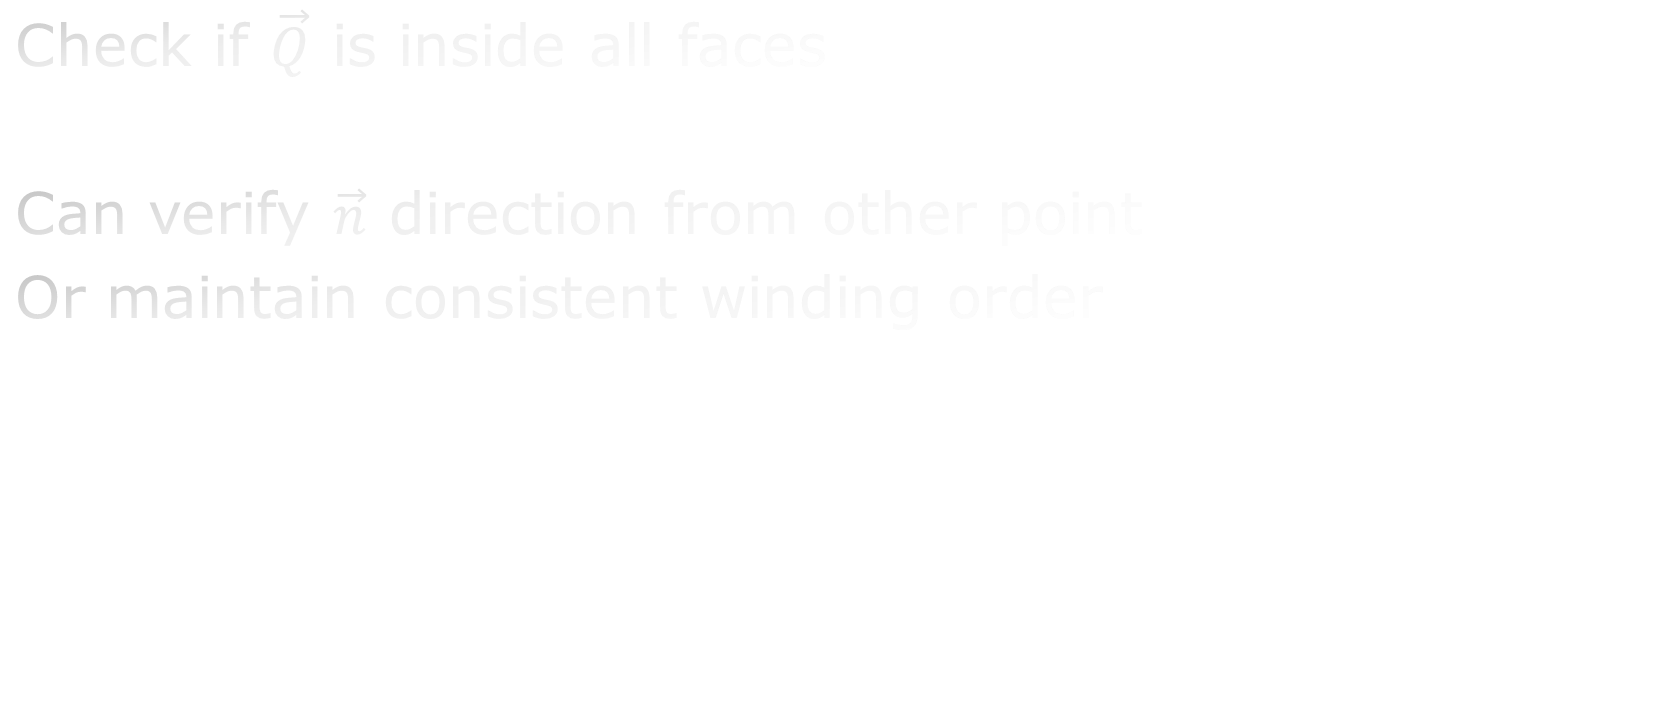 Check if $\vec{Q}$ is inside all faces
Can verify $\vec{n}$ direction from other point
Or maintain consistent winding order